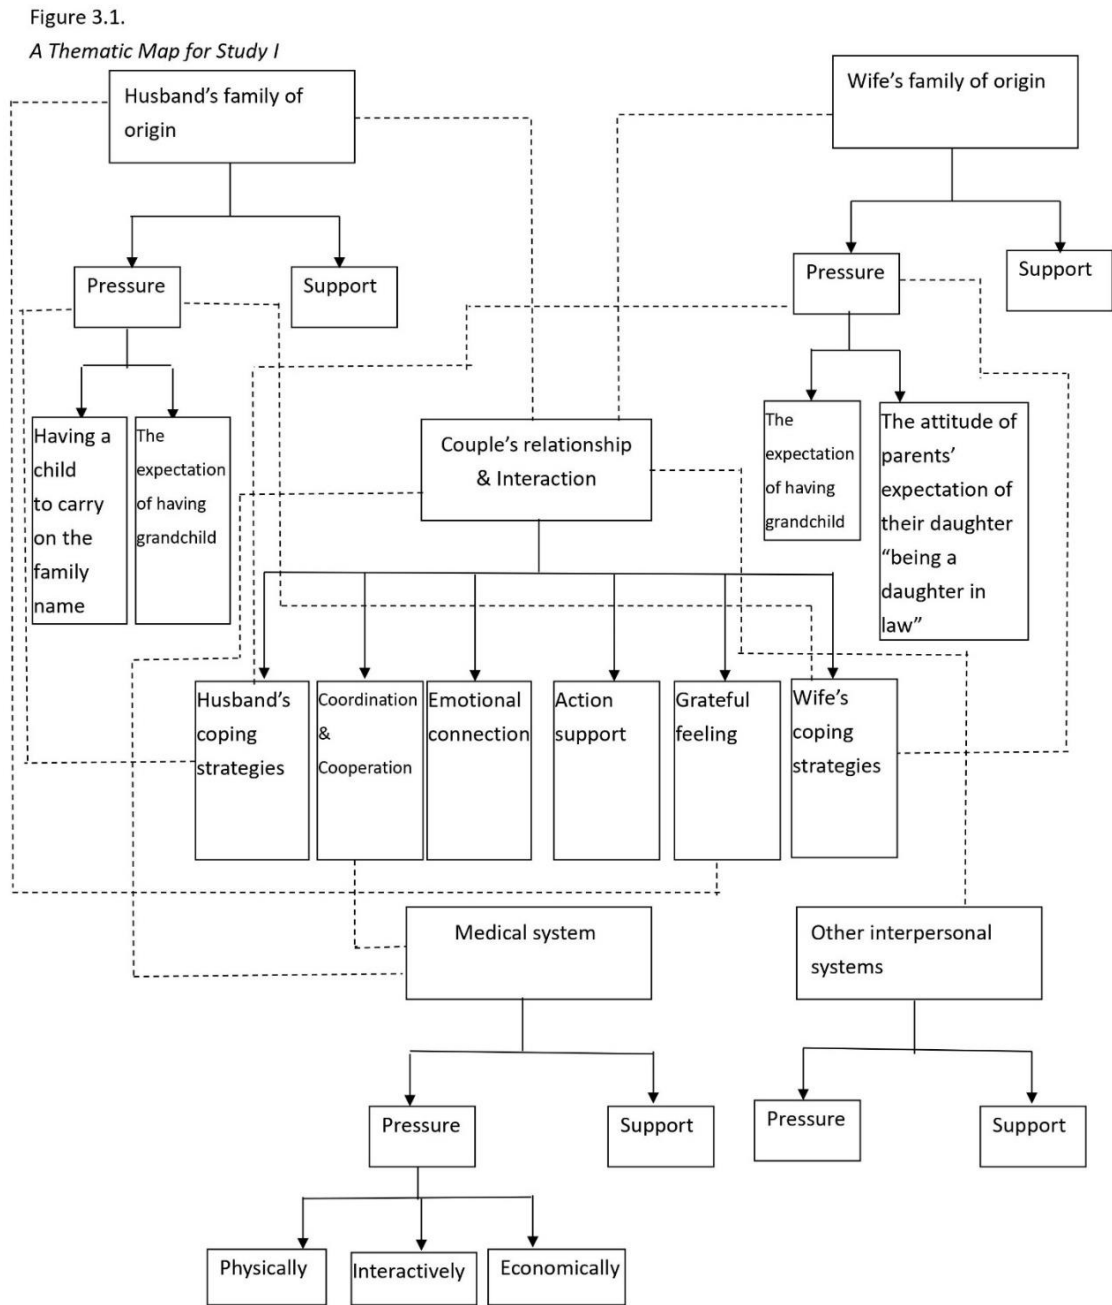 Figure 3.1.
A Thematic Map for Study I
Husband’s family of
origin
Wife’s family of origin
Pressure
Support
Pressure
Support
Having a
child
to carry
on the
family
name
The
expectation
of having
grandchild
Couple’s relationship
& Interaction
The
expectation
of having
grandchild
The attitude of
parents’
expectation of
their daughter
“being a
daughter in
law”
Husband’s
coping
strategies
Coordination
&
Cooperation
Emotional
connection
Action
support
Grateful
feeling
Wife’s
coping
strategies
Medical system
Other interpersonal
systems
Pressure
Support
Pressure
Support
Physically
Interactively
Economically